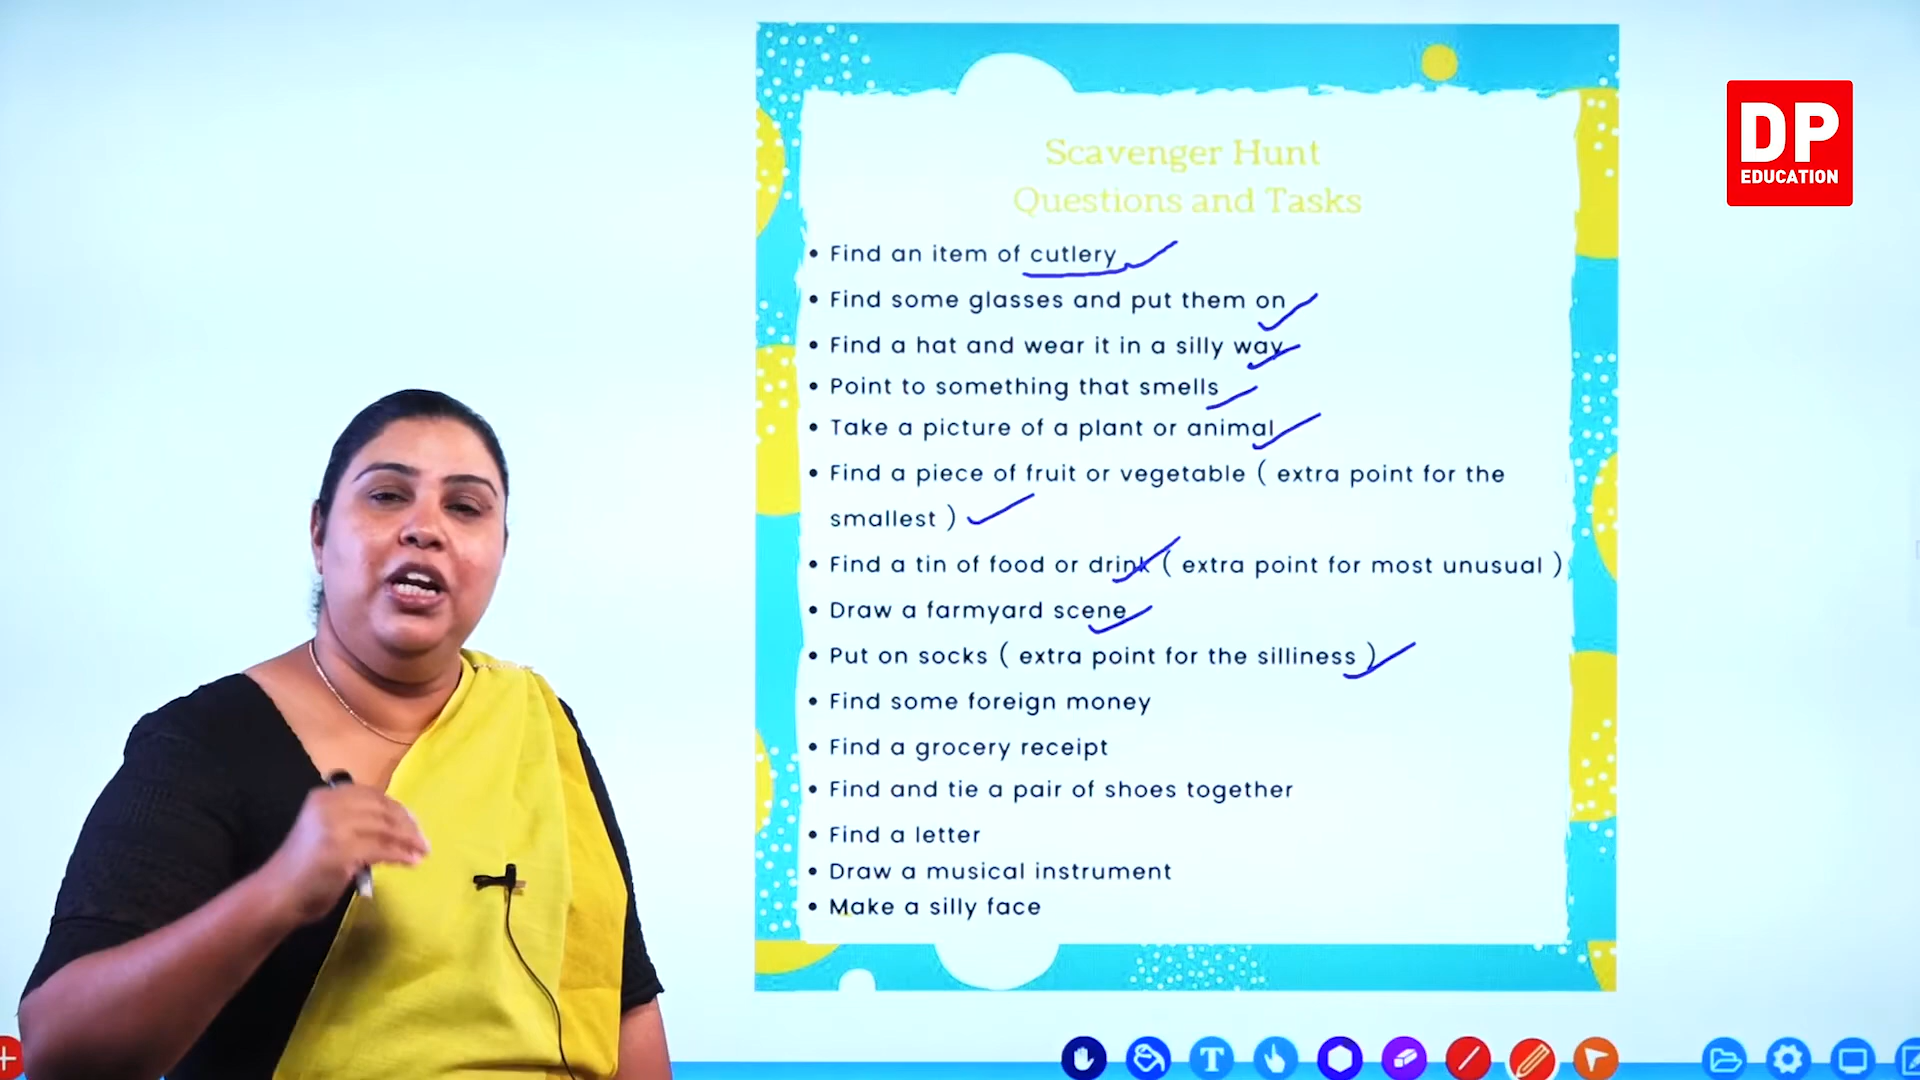 DP
EDUCATION
Scavenger Hunt
Questions and Tasks
• Find an item of cutlery
• Find some glasses and put them on
• Find a hat and wear it in a silly way
• Point to something that smells
• Take a picture of a plant or animal
• Find a piece of fruit or vegetable ( extra point for the
smallest )
• Find a tin of food or drink ( extra point for most unusual )
• Draw a farmyard scene
• Put on socks ( extra point for the silliness )
• Find some foreign money
• Find a grocery receipt
• Find and tie a pair of shoes together
• Find a letter
• Draw a musical instrument
• Make a silly face
T